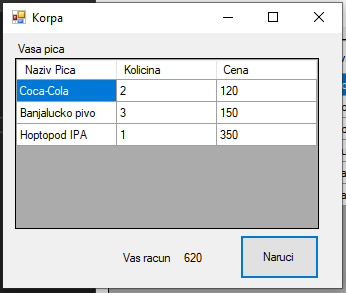 Korpa
Vasa pica
Naziv Pica Kolicina Cena
Coca-Cola 2 120
Banjalucko pivo 3 150
Hoptopod IPA 1 350
Vas racun 620 Naruci